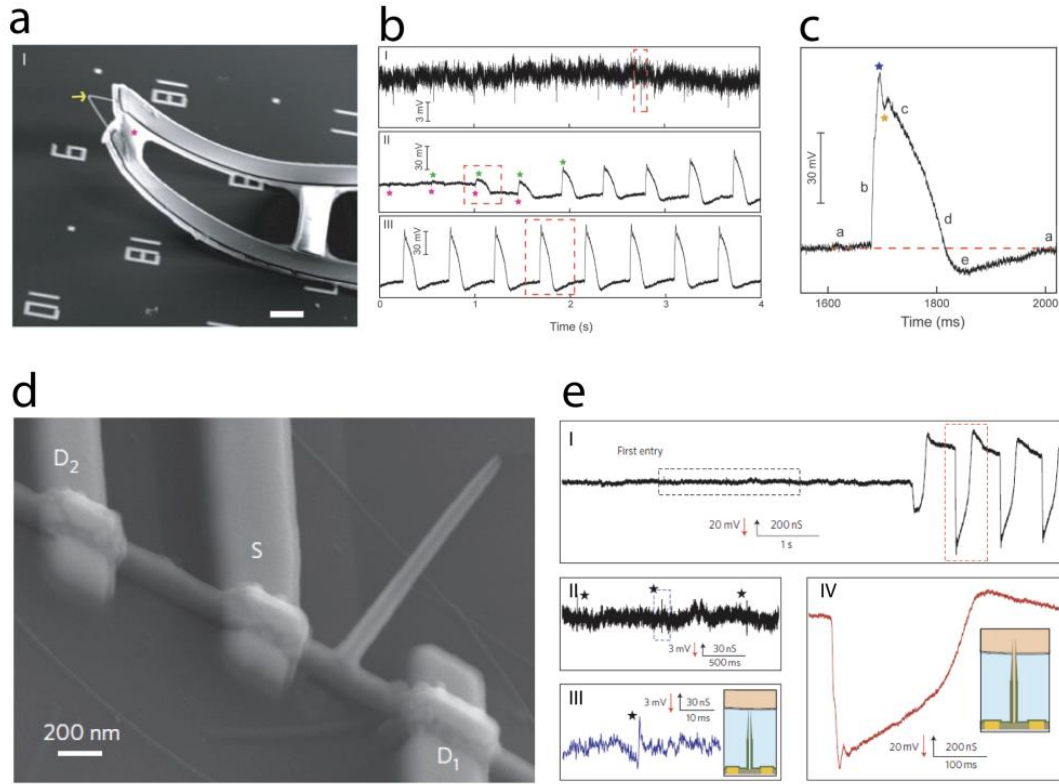 a
I
b
I
3 mV
II
30 mV
III
30 mV
0 1 2 3 4
Time (s)
c
30 mV
a
b
c
d
e
a
1600 1800 2000
Time (ms)
d
D2
S
D1
200 nm
e
I
First entry
20 mV 200 nS
1 s
II
3 mV 30 nS
500 ms
III
3 mV 30 nS
10 ms
IV
20 mV 200 nS
100 ms